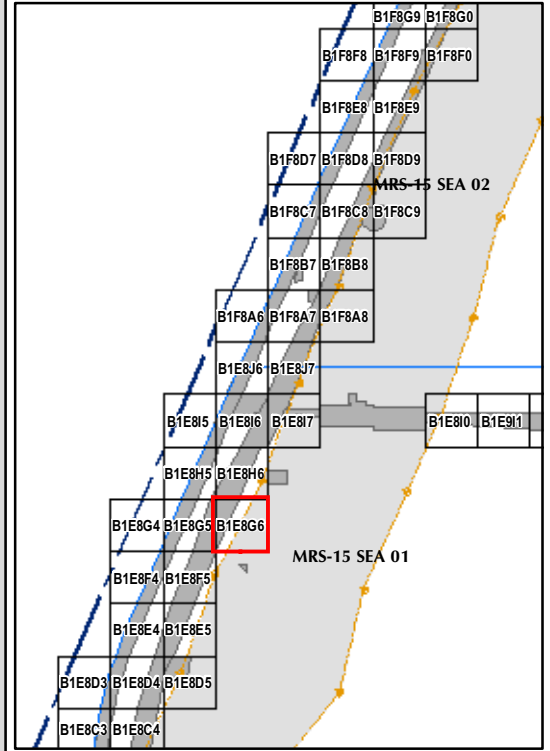 B1F8G9 B1F8G0
B1F8F8 B1F8F9 B1F8F0
B1F8E8 B1F8E9
B1F8D7 B1F8D8 B1F8D9
MRS-15 SEA 02
B1F8C7 B1F8C8 B1F8C9
B1F8B7 B1F8B8
B1F8A6 B1F8A7 B1F8A8
B1E8J6 B1E8J7
B1E8I5 B1E8I6 B1E8I7 B1E8I0 B1E9I1
B1E8H5 B1E8H6
B1E8G4 B1E8G5 B1E8G6
MRS-15 SEA 01
B1E8F4 B1E8F5
B1E8E4 B1E8E5
B1E8D3 B1E8D4 B1E8D5
B1E8C3 B1E8C4